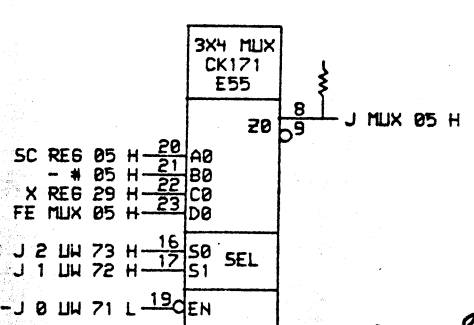 3X4 MUX
CK171
E55
Z0 8 J MUX 05 H
9
SC REG 05 H 20 A0
- # 05 H 21 B0
X REG 29 H 22 C0
FE MUX 05 H 23 D0
J 2 UW 73 H 16 S0
SEL
J 1 UW 72 H 17 S1
-J 0 UW 71 L 19 EN